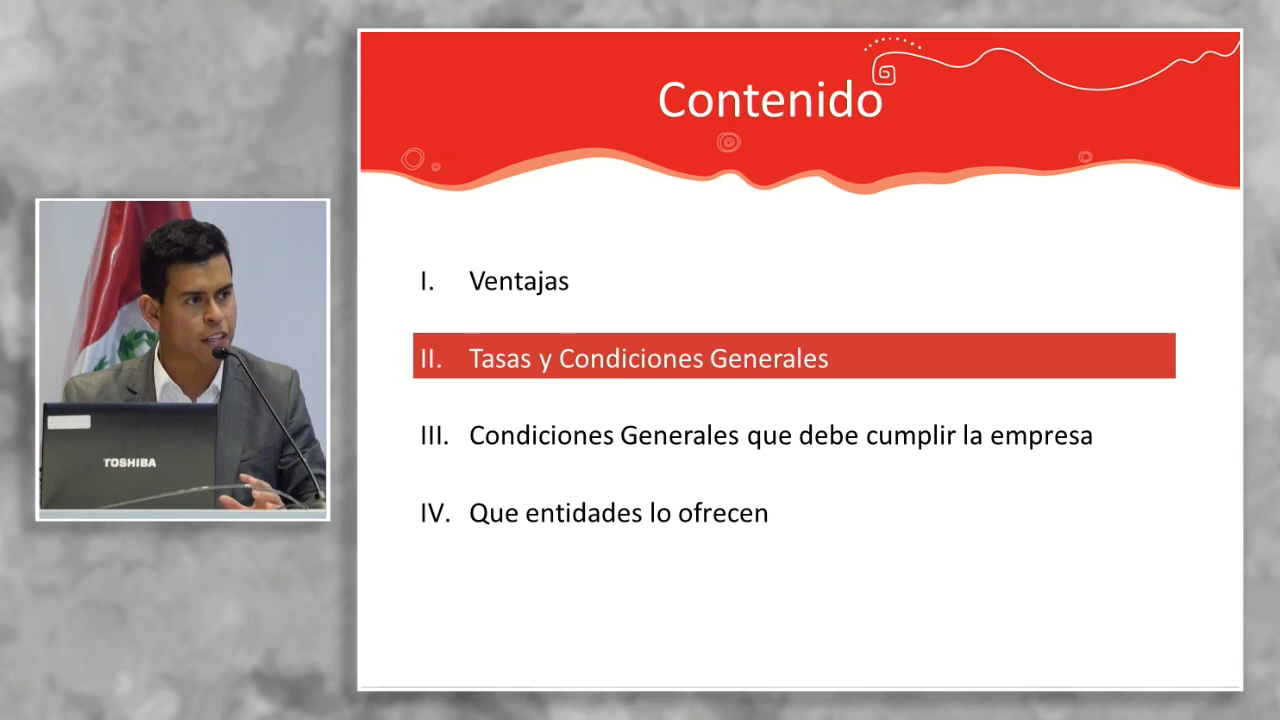 Contenido
I. Ventajas
II. Tasas y Condiciones Generales
III. Condiciones Generales que debe cumplir la empresa
IV. Que entidades lo ofrecen
TOSHIBA